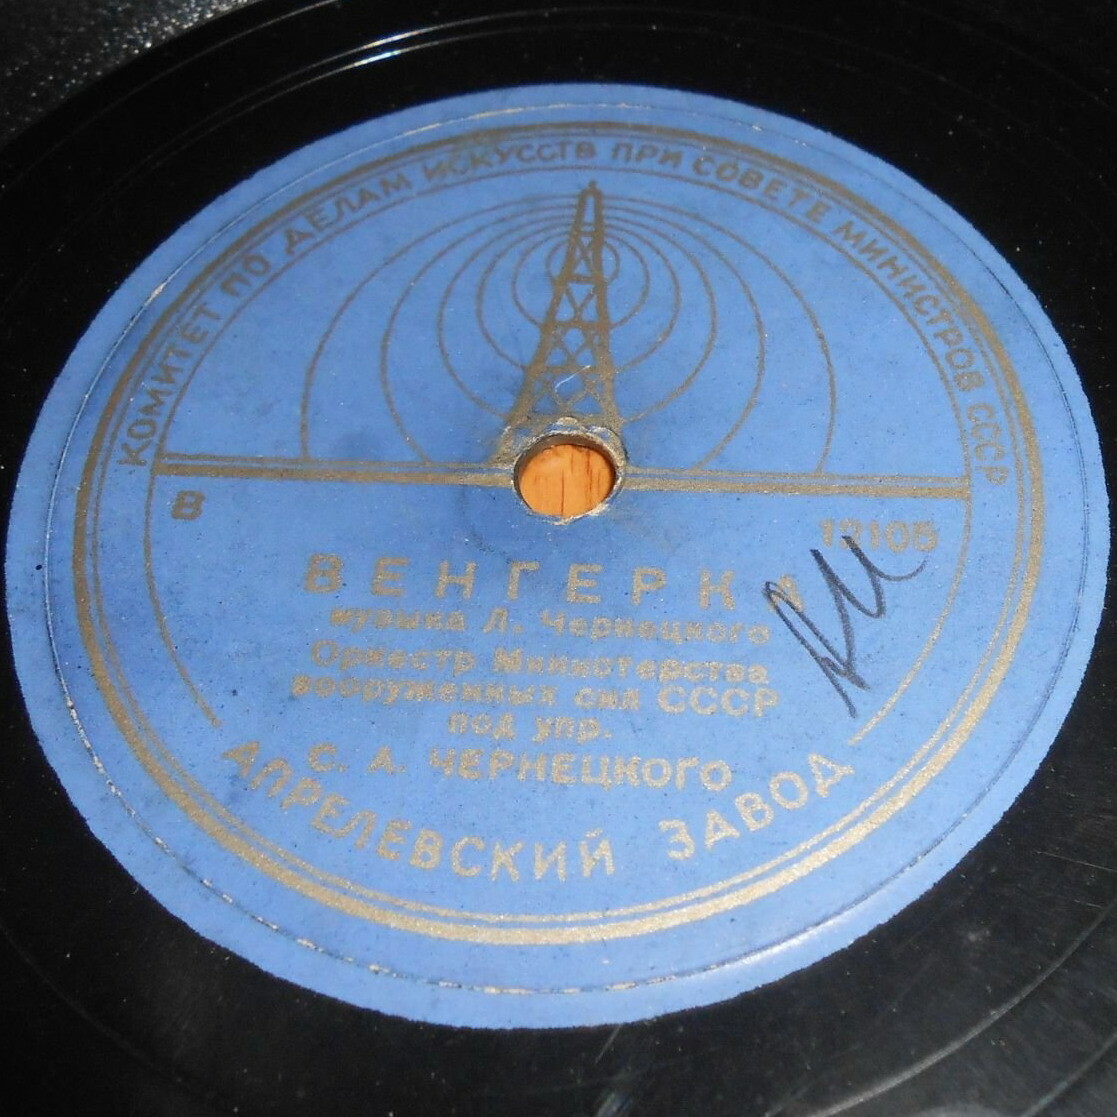 КОМИТЕТ ПО ДЕЛАМ ИСКУССТВ ПРИ СОВЕТЕ МИНИСТРОВ СССР
В 12105
ВЕНГЕРКА
музыка Л. Чернецкого
Оркестр Министерства
вооруженных сил СССР
под упр.
С. А. ЧЕРНЕЦКОГО
АПРЕЛЕВСКИЙ ЗАВОД